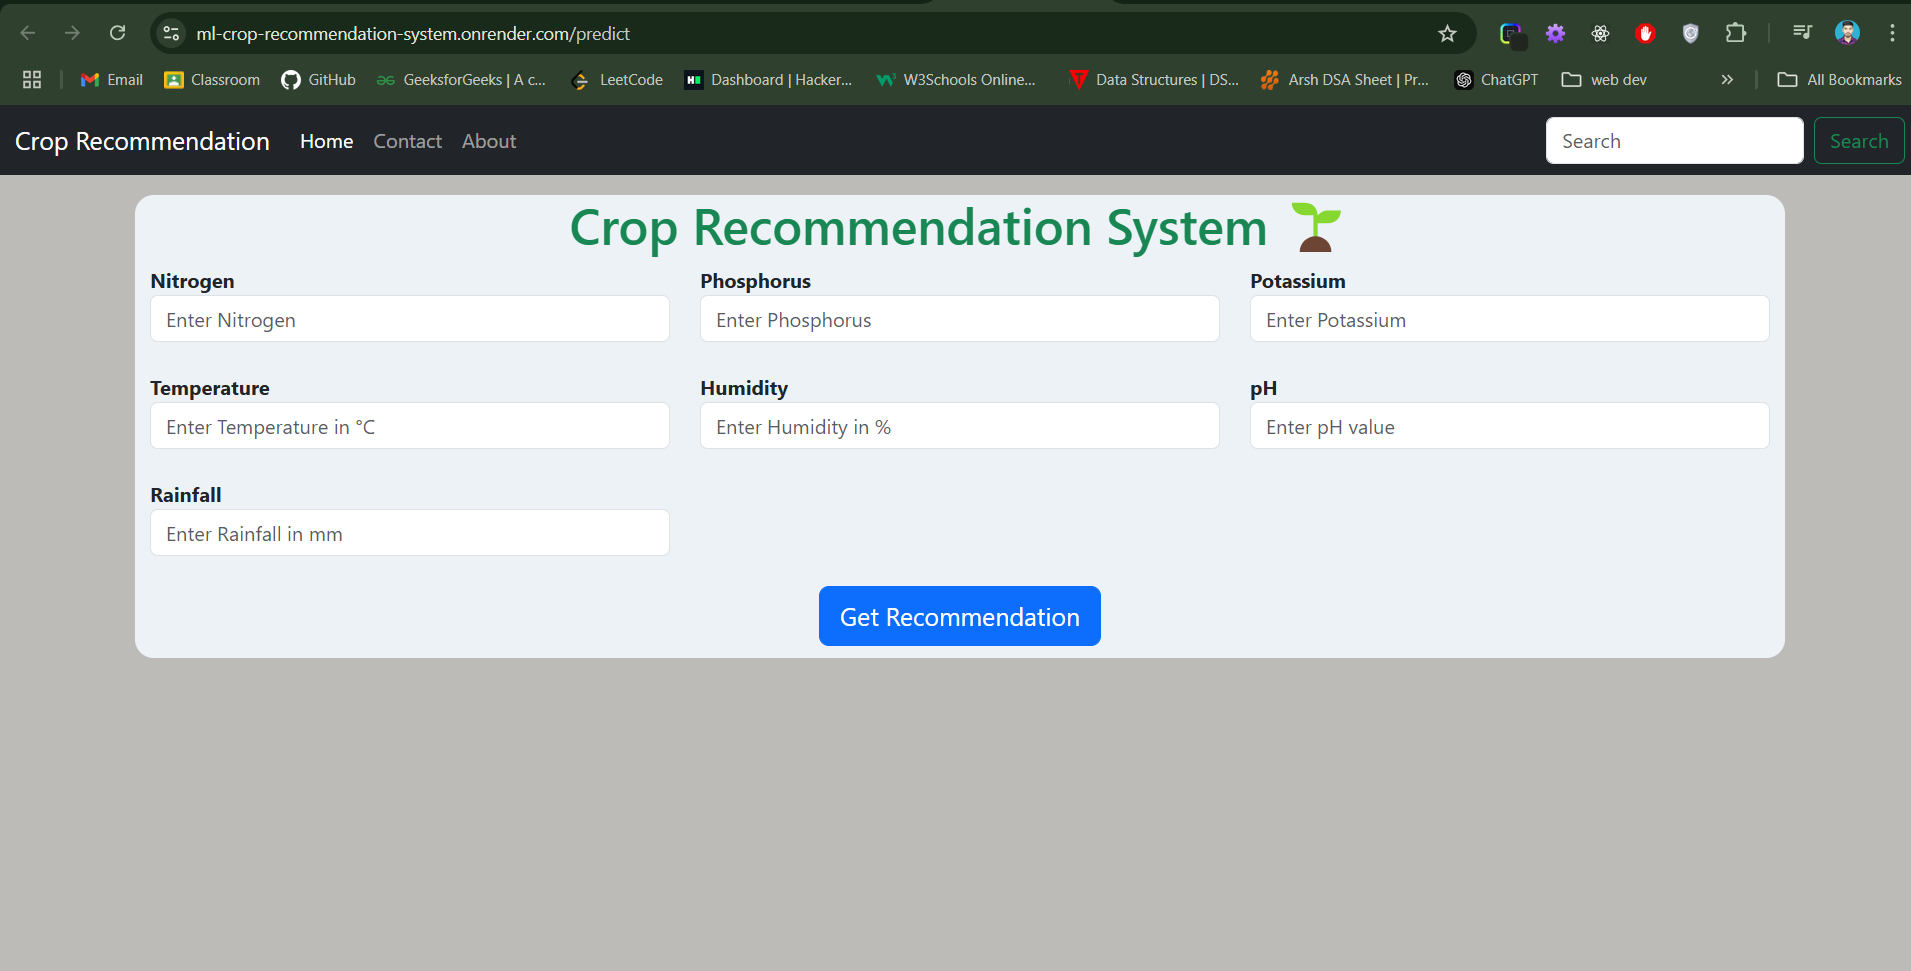 ml-crop-recommendation-system.onrender.com/predict
Email Classroom GitHub GeeksforGeeks | A c... LeetCode Dashboard | Hacker... W3Schools Online... Data Structures | DS... Arsh DSA Sheet | Pr... ChatGPT web dev » All Bookmarks
Crop Recommendation Home Contact About Search Search
Crop Recommendation System
Nitrogen Phosphorus Potassium
Enter Nitrogen Enter Phosphorus Enter Potassium
Temperature Humidity pH
Enter Temperature in °C Enter Humidity in % Enter pH value
Rainfall
Enter Rainfall in mm
Get Recommendation